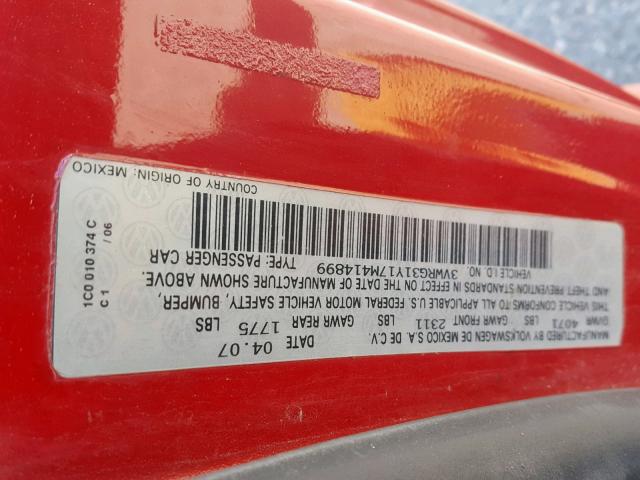 MANUFACTURED BY VOLKSWAGEN DE MEXICO S.A. DE C.V. DATE 04.07
GVWR 4071 LBS GAWR FRONT 2311 LBS GAWR REAR 1775 LBS
THIS VEHICLE CONFORMS TO ALL APPLICABLE U.S. FEDERAL MOTOR VEHICLE SAFETY, BUMPER,
AND THEFT PREVENTION STANDARDS IN EFFECT ON THE DATE OF MANUFACTURE SHOWN ABOVE.
VEHICLE I.D. NO. 3VWRG31Y17M414899 TYPE: PASSENGER CAR
COUNTRY OF ORIGIN: MEXICO
1C0 010 374 C
C 1 / 06